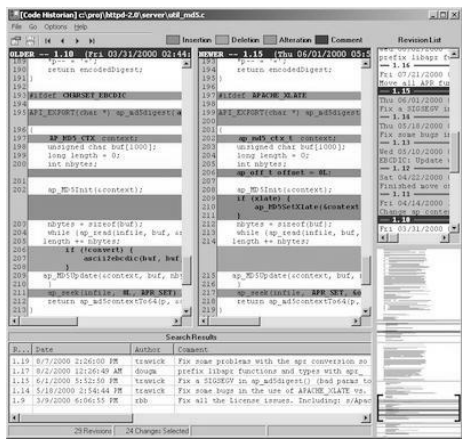 [Code Historian] c:\proj\httpd-2.0\server\util_md5.c
File Go Options Help
Insertion Deletion Alteration Comment
Revision List
OLDER -- 1.10 (Fri 03/31/2000 02:44:
189 *p-- = '=';
190 return encodedDigest;
191 }
192
193 #ifdef CHARSET_EBCDIC
194
195 API_EXPORT(char *) ap_md5digest(
196 {
197 AP_MD5_CTX context;
198 unsigned char buf[1000];
199 long length = 0;
200 int nbytes;
201
202 ap_MD5Init(&context);
203 nbytes = sizeof(buf);
204 while (ap_read(infile, buf,
205 length += nbytes;
206 if (!convert) {
207 ascii2ebcdic(buf, buf,
208 }
209 ap_MD5Update(&context, buf, nb
210 }
211 ap_seek(infile, 0L, APR_SET)
212 return ap_md5contextTo64(p,
NEWER -- 1.15 (Thu 06/01/2000 05:5
193 *p-- = '=';
194 return encodedDigest;
195 }
196
197 #ifdef APACHE_XLATE
198
199 API_EXPORT(char *) ap_md5digest(
200 {
202 ap_md5_ctx_t context;
203 unsigned char buf[1000];
204 long length = 0;
205 int nbytes;
206 ap_off_t offset = 0L;
207
208 ap_MD5Init(&context);
209 if (xlate) {
210 ap_MD5SetXlate(&context
211 }
212 nbytes = sizeof(buf);
213 while (ap_read(infile, buf,
214 length += nbytes;
215 ap_MD5Update(&context, buf,
216 }
217 ap_seek(infile, APR_SET,
218 return ap_md5contextTo64(p,
prefix libapr f
-- 1.16
Fri 07/21/2000
Move all APR fu
-- 1.15
Thu 06/01/2000
Fix a SIGSEGV i
-- 1.14
Thu 05/18/2000
Fix some bugs i
-- 1.13
Wed 05/10/2000
EBCDIC: Update
-- 1.12
Sat 04/22/2000
Finished move o
-- 1.11
Fri 04/14/2000
Change ap_conte
-- 1.10
Fri 03/31/2000
Search Results
R... Date Author Comment
1.19 8/7/2000 2:26:00 PM trawick Fix some problems with the apr conversion so
1.17 8/2/2000 12:26:49 AM dougm prefix libapr functions and types with apr_
1.15 6/1/2000 5:52:50 PM trawick Fix a SIGSEGV in ap_md5digest() (bad parms to
1.14 5/18/2000 2:54:44 PM trawick Fix some bugs in the use of APACHE_XLATE vs.
1.9 3/9/2000 6:06:55 PM rbb Fix all the License issues. Including: s/Apac
29 Revisions 24 Changes Selected